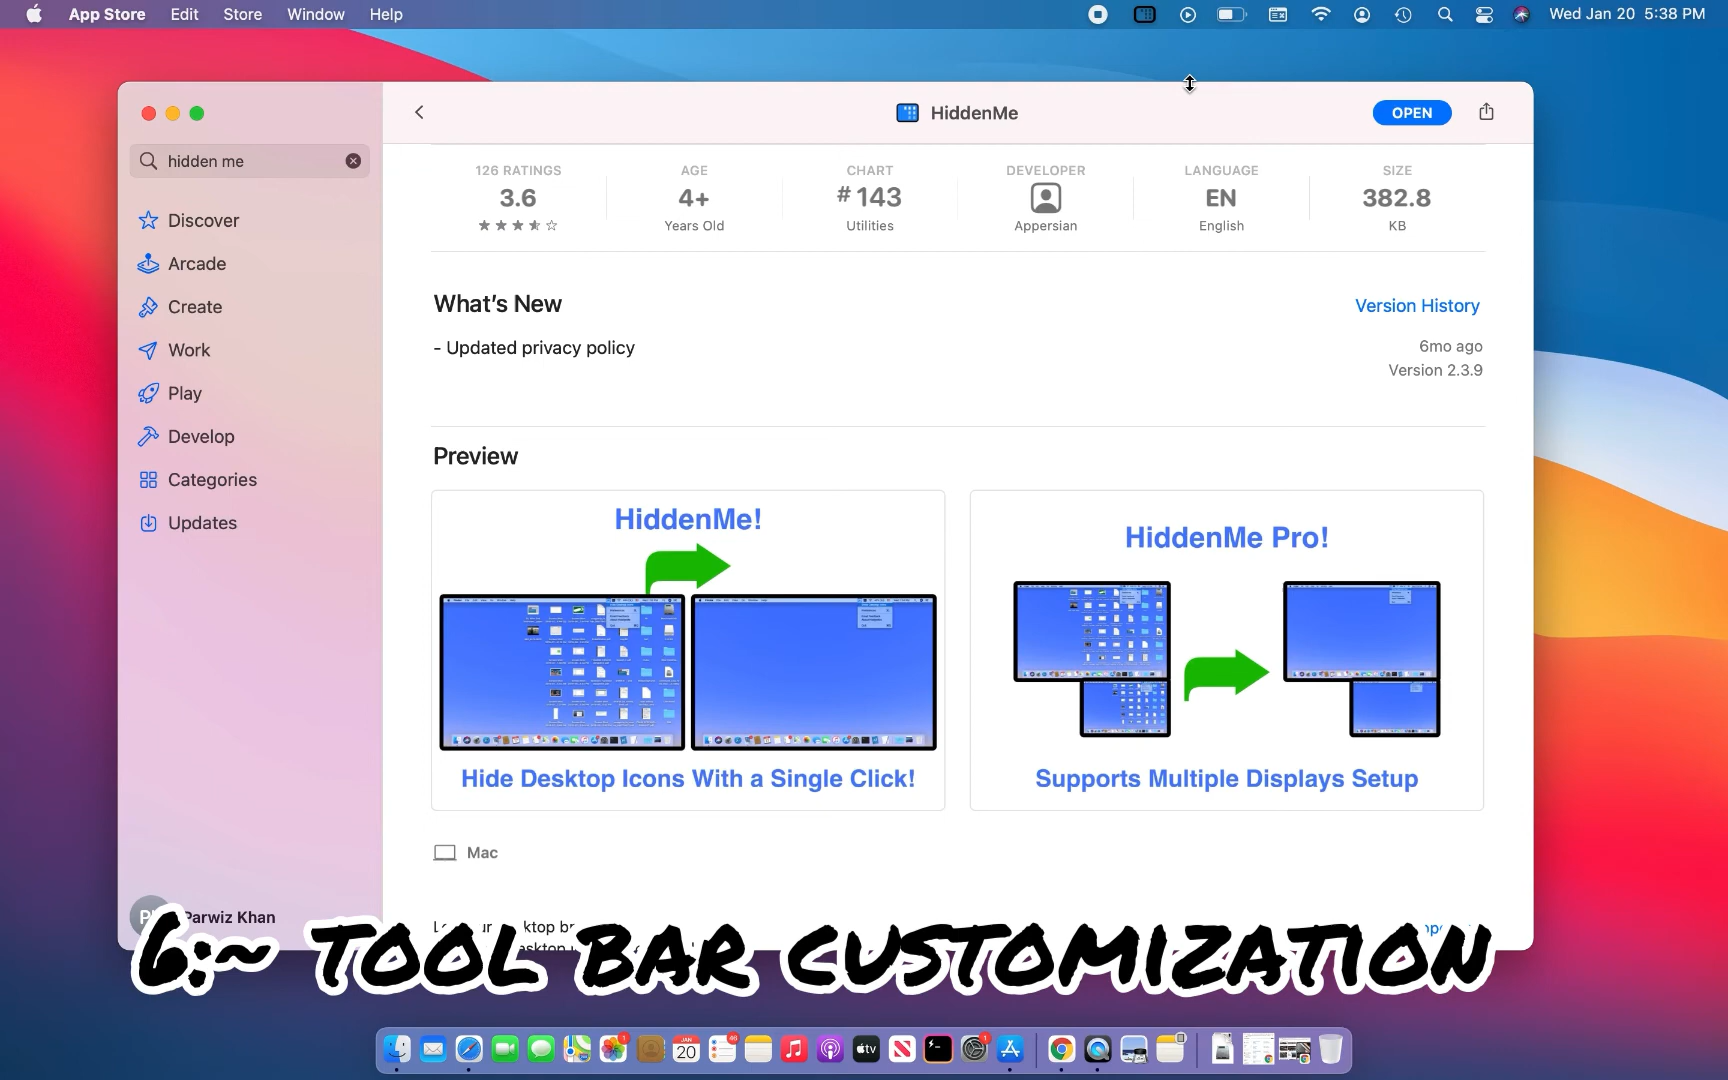 App Store Edit Store Window Help
Wed Jan 20 5:38 PM
HiddenMe
OPEN
hidden me
Discover
Arcade
Create
Work
Play
Develop
Categories
Updates
Parwiz Khan
126 RATINGS
3.6
AGE
4+
Years Old
CHART
#143
Utilities
DEVELOPER
Appersian
LANGUAGE
EN
English
SIZE
382.8
KB
What's New
Version History
- Updated privacy policy
6mo ago
Version 2.3.9
Preview
HiddenMe!
Hide Desktop Icons With a Single Click!
HiddenMe Pro!
Supports Multiple Displays Setup
Mac
6:~ TOOL BAR CUSTOMIZATION
JAN
20
tv